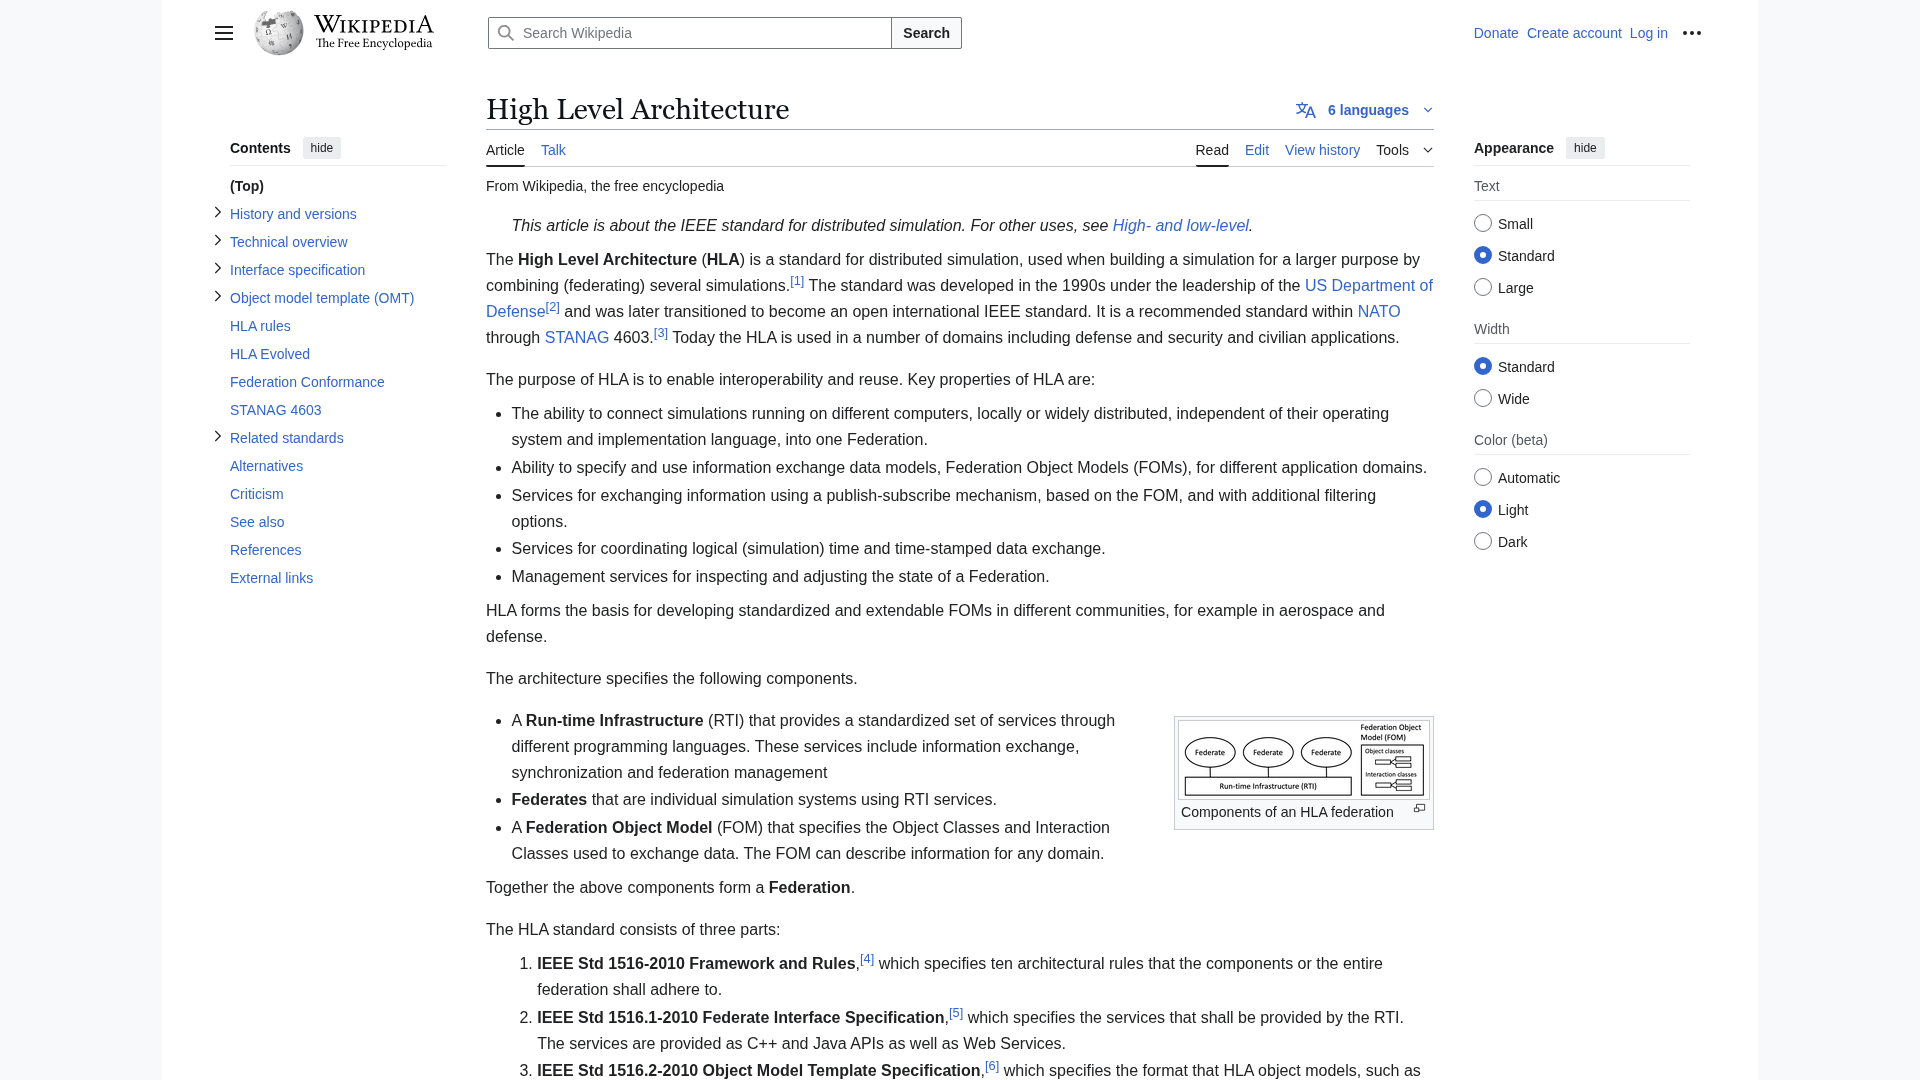 WIKIPEDIA
The Free Encyclopedia
Search Wikipedia
Search
Donate Create account Log in
High Level Architecture
6 languages
Contents hide
(Top)
History and versions
Technical overview
Interface specification
Object model template (OMT)
HLA rules
HLA Evolved
Federation Conformance
STANAG 4603
Related standards
Alternatives
Criticism
See also
References
External links
Article Talk
Read Edit View history Tools
From Wikipedia, the free encyclopedia
This article is about the IEEE standard for distributed simulation. For other uses, see High- and low-level.
The High Level Architecture (HLA) is a standard for distributed simulation, used when building a simulation for a larger purpose by
combining (federating) several simulations.[1] The standard was developed in the 1990s under the leadership of the US Department of
Defense[2] and was later transitioned to become an open international IEEE standard. It is a recommended standard within NATO
through STANAG 4603.[3] Today the HLA is used in a number of domains including defense and security and civilian applications.
The purpose of HLA is to enable interoperability and reuse. Key properties of HLA are:
• The ability to connect simulations running on different computers, locally or widely distributed, independent of their operating
system and implementation language, into one Federation.
• Ability to specify and use information exchange data models, Federation Object Models (FOMs), for different application domains.
• Services for exchanging information using a publish-subscribe mechanism, based on the FOM, and with additional filtering
options.
• Services for coordinating logical (simulation) time and time-stamped data exchange.
• Management services for inspecting and adjusting the state of a Federation.
HLA forms the basis for developing standardized and extendable FOMs in different communities, for example in aerospace and
defense.
The architecture specifies the following components.
• A Run-time Infrastructure (RTI) that provides a standardized set of services through
different programming languages. These services include information exchange,
synchronization and federation management
• Federates that are individual simulation systems using RTI services.
• A Federation Object Model (FOM) that specifies the Object Classes and Interaction
Classes used to exchange data. The FOM can describe information for any domain.
Federation Object
Model (FOM)
Federate Federate Federate
Object classes
Interaction classes
Run-time Infrastructure (RTI)
Components of an HLA federation
Together the above components form a Federation.
The HLA standard consists of three parts:
1. IEEE Std 1516-2010 Framework and Rules,[4] which specifies ten architectural rules that the components or the entire
federation shall adhere to.
2. IEEE Std 1516.1-2010 Federate Interface Specification,[5] which specifies the services that shall be provided by the RTI.
The services are provided as C++ and Java APIs as well as Web Services.
3. IEEE Std 1516.2-2010 Object Model Template Specification,[6] which specifies the format that HLA object models, such as
Appearance hide
Text
Small
Standard
Large
Width
Standard
Wide
Color (beta)
Automatic
Light
Dark